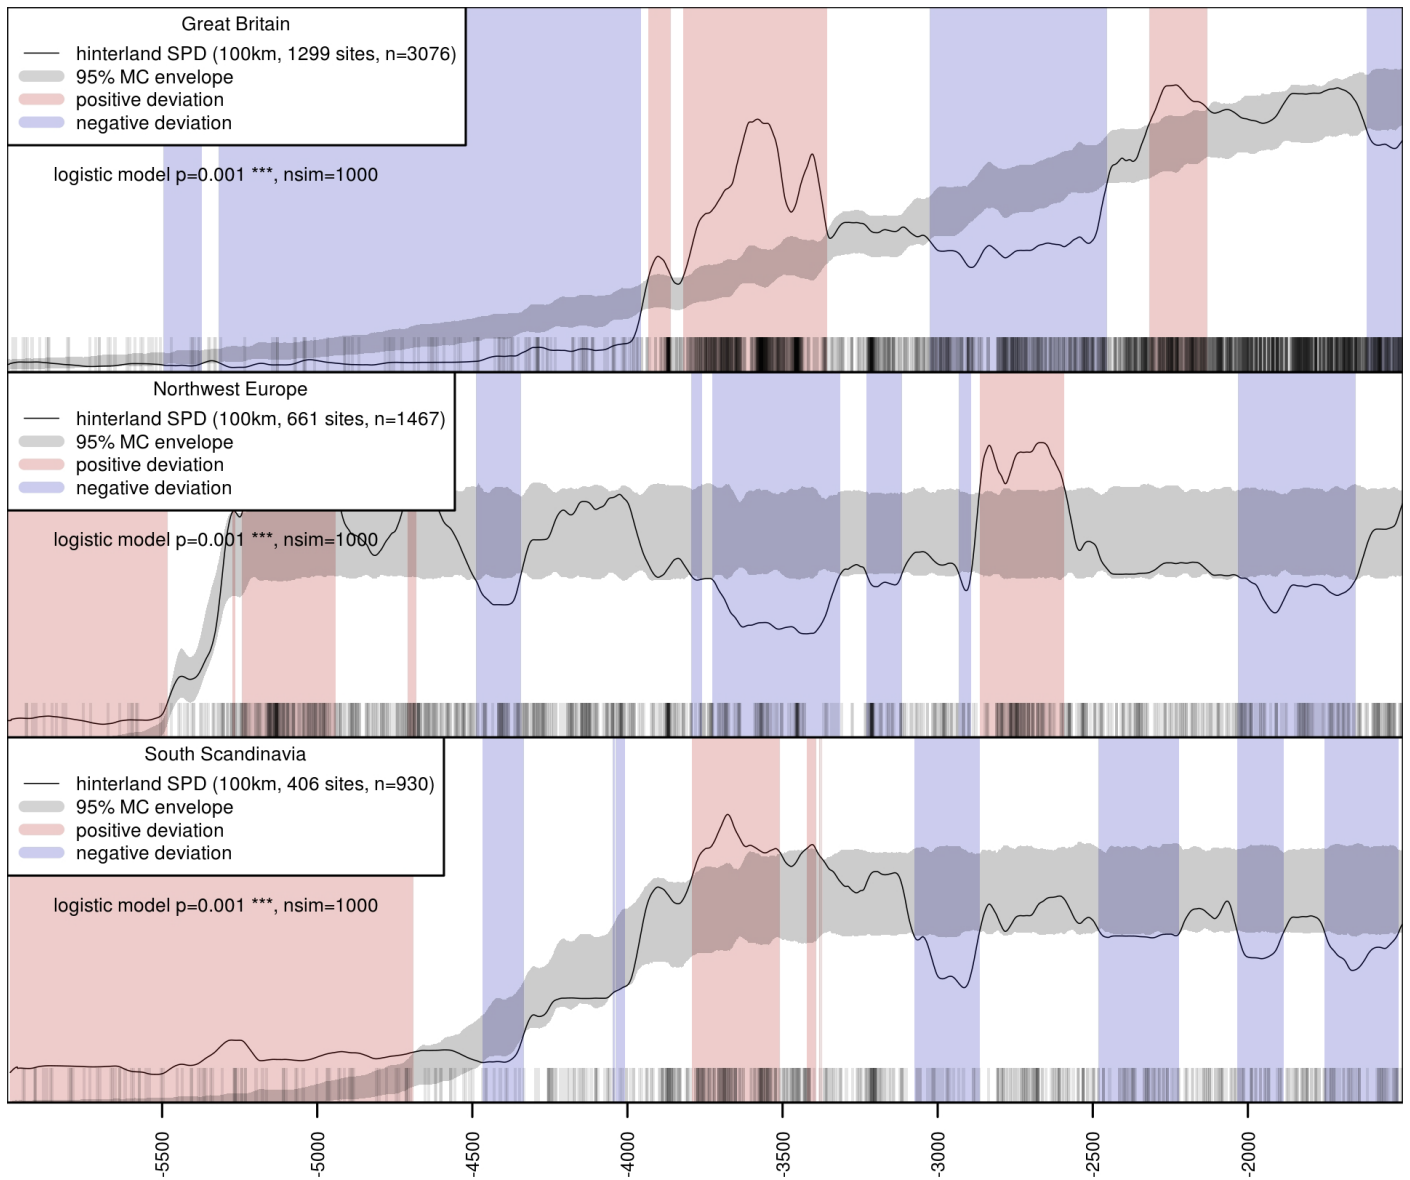 Great Britain
hinterland SPD (100km, 1299 sites, n=3076)
95% MC envelope
positive deviation
negative deviation
logistic model p=0.001 ***, nsim=1000
Northwest Europe
hinterland SPD (100km, 661 sites, n=1467)
95% MC envelope
positive deviation
negative deviation
logistic model p=0.001 ***, nsim=1000
South Scandinavia
hinterland SPD (100km, 406 sites, n=930)
95% MC envelope
positive deviation
negative deviation
logistic model p=0.001 ***, nsim=1000
-5500
-5000
-4500
-4000
-3500
-3000
-2500
-2000